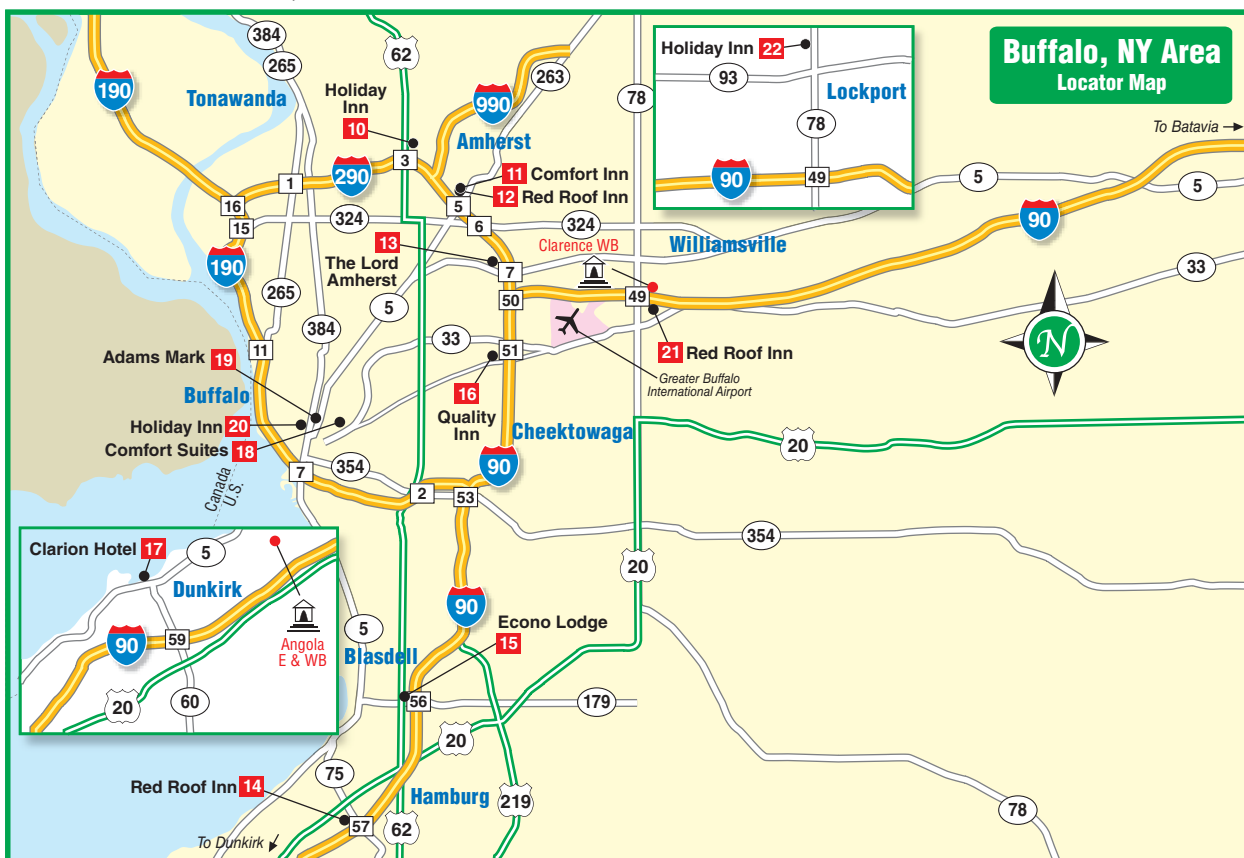 Buffalo, NY Area
Locator Map
To Batavia
384
265
62
263
190
Tonawanda
Holiday
Inn
10
990
Amherst
78
Holiday Inn 22
93
Lockport
78
90
49
3
290
1
11 Comfort Inn
12 Red Roof Inn
5
5
5
16
15
324
6
324
90
Williamsville
Clarence WB
190
13
The Lord
Amherst
7
33
265
5
50
49
384
33
51
21 Red Roof Inn
Adams Mark 19
11
Greater Buffalo
International Airport
16
Quality
Inn
Buffalo
Holiday Inn 20
Comfort Suites 18
Cheektowaga
20
7
354
90
2
53
Canada
U.S.
354
20
Clarion Hotel 17
5
Dunkirk
59
90
Angola
E & WB
20
60
90
Econo Lodge
15
5
Blasdell
56
179
20
Red Roof Inn 14
75
Hamburg
219
78
57
62
To Dunkirk
N